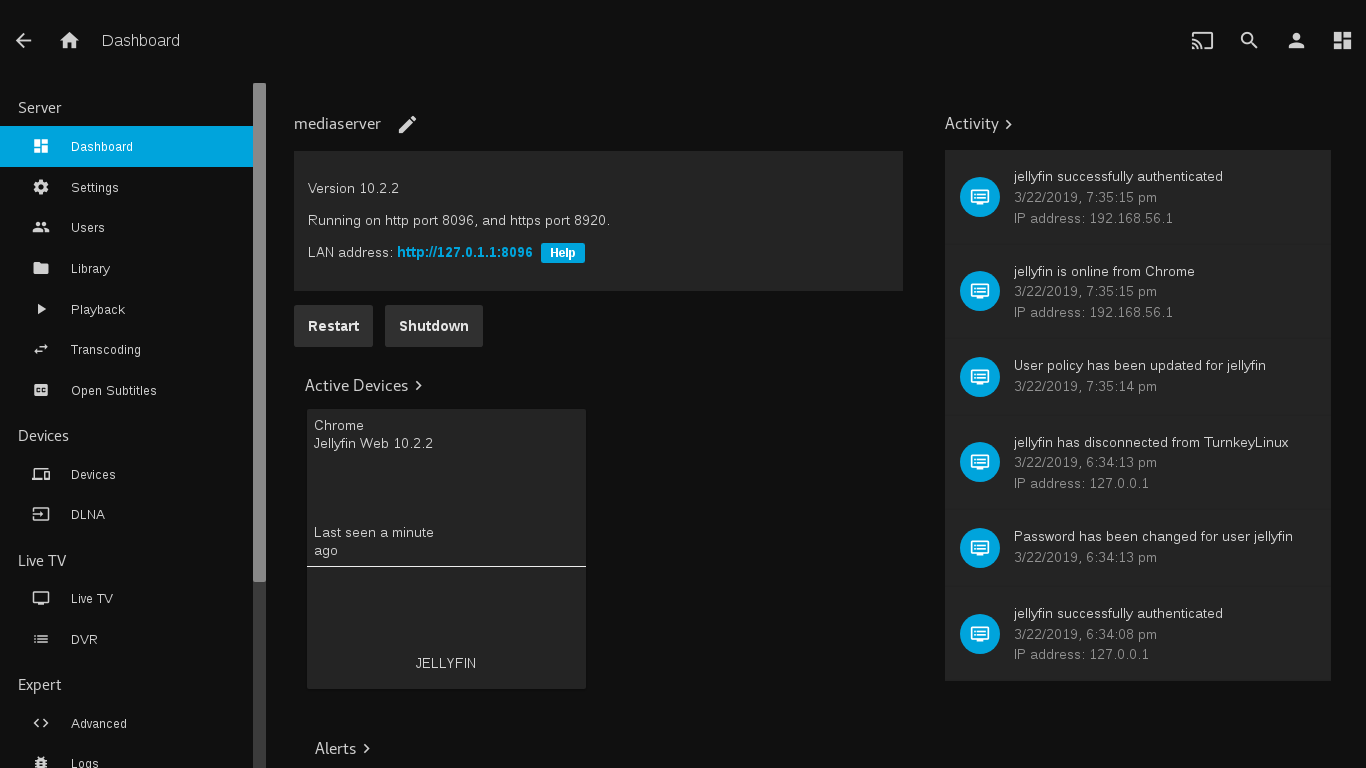 Dashboard
Server
Dashboard
Settings
Users
Library
Playback
Transcoding
Open Subtitles
Devices
Devices
DLNA
Live TV
Live TV
DVR
Expert
Advanced
Logs
mediaserver
Version 10.2.2
Running on http port 8096, and https port 8920.
LAN address: http://127.0.1.1:8096 Help
Restart Shutdown
Active Devices
Chrome
Jellyfin Web 10.2.2
Last seen a minute
ago
JELLYFIN
Alerts
Activity
jellyfin successfully authenticated
3/22/2019, 7:35:15 pm
IP address: 192.168.56.1
jellyfin is online from Chrome
3/22/2019, 7:35:15 pm
IP address: 192.168.56.1
User policy has been updated for jellyfin
3/22/2019, 7:35:14 pm
jellyfin has disconnected from TurnkeyLinux
3/22/2019, 6:34:13 pm
IP address: 127.0.0.1
Password has been changed for user jellyfin
3/22/2019, 6:34:13 pm
jellyfin successfully authenticated
3/22/2019, 6:34:08 pm
IP address: 127.0.0.1